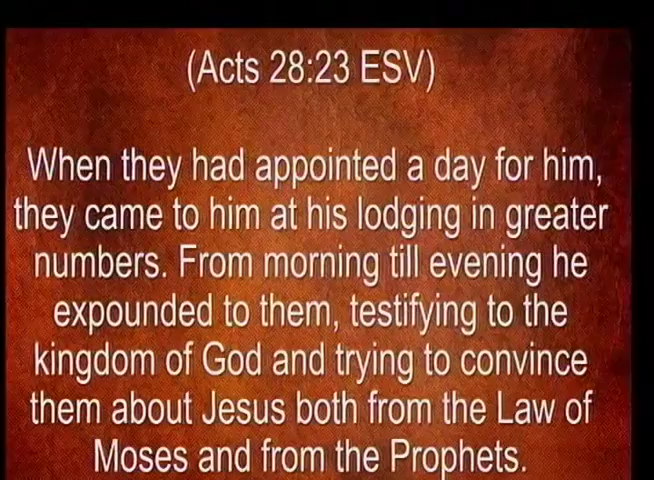 (Acts 28:23 ESV)
When they had appointed a day for him,
they came to him at his lodging in greater
numbers. From morning till evening he
expounded to them, testifying to the
kingdom of God and trying to convince
them about Jesus both from the Law of
Moses and from the Prophets.